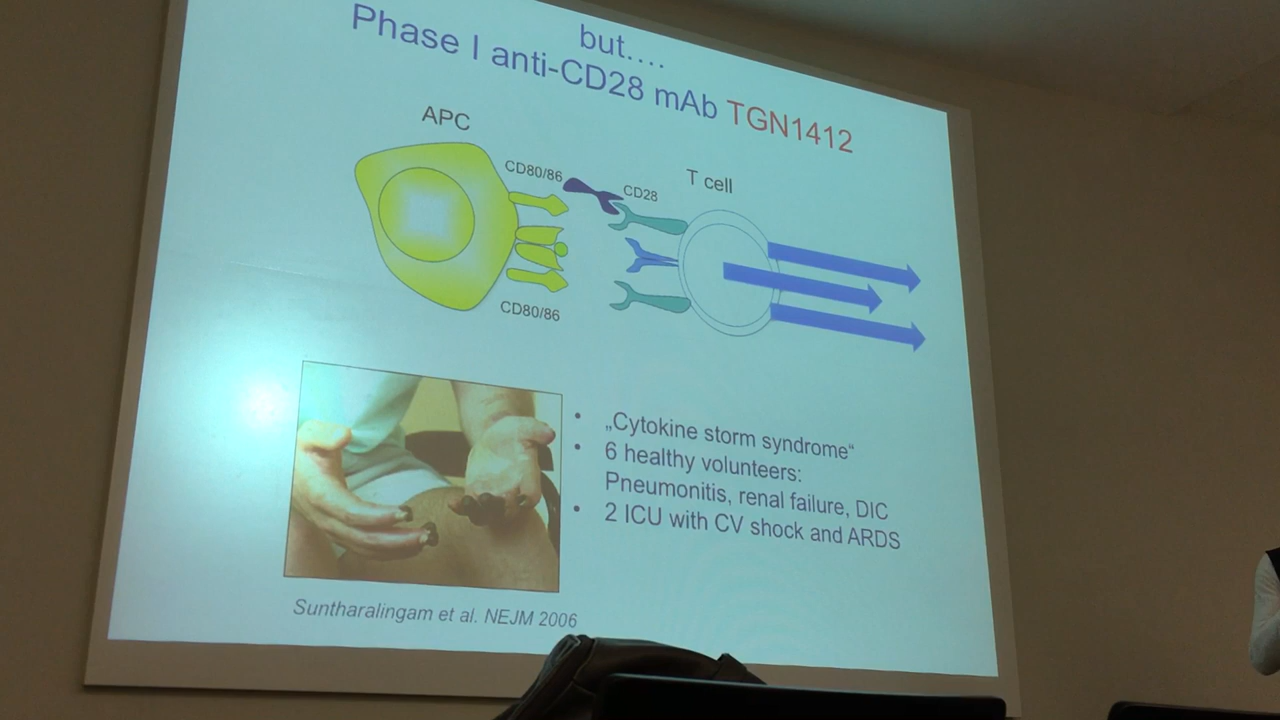 but....
Phase I anti-CD28 mAb TGN1412
APC
CD80/86
CD28
T cell
CD80/86
• „Cytokine storm syndrome“
• 6 healthy volunteers:
Pneumonitis, renal failure, DIC
• 2 ICU with CV shock and ARDS
Suntharalingam et al. NEJM 2006